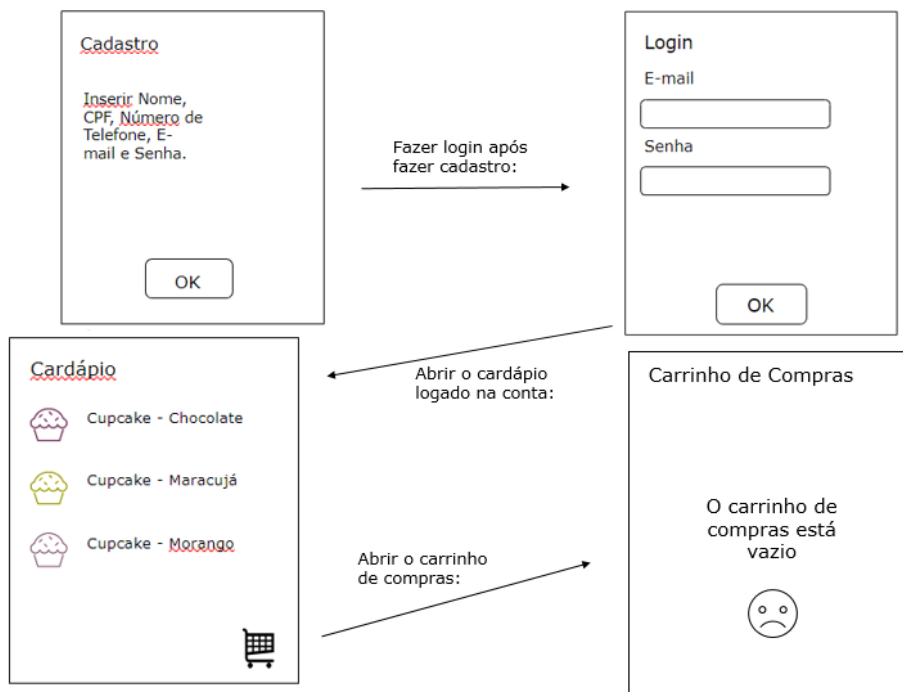 Cadastro
Inserir Nome,
CPF, Número de
Telefone, E-
mail e Senha.
OK
Fazer login após
fazer cadastro:
Login
E-mail
Senha
OK
Abrir o cardápio
logado na conta:
Cardápio
Cupcake - Chocolate
Cupcake - Maracujá
Cupcake - Morango
Abrir o carrinho
de compras:
Carrinho de Compras
O carrinho de
compras está
vazio